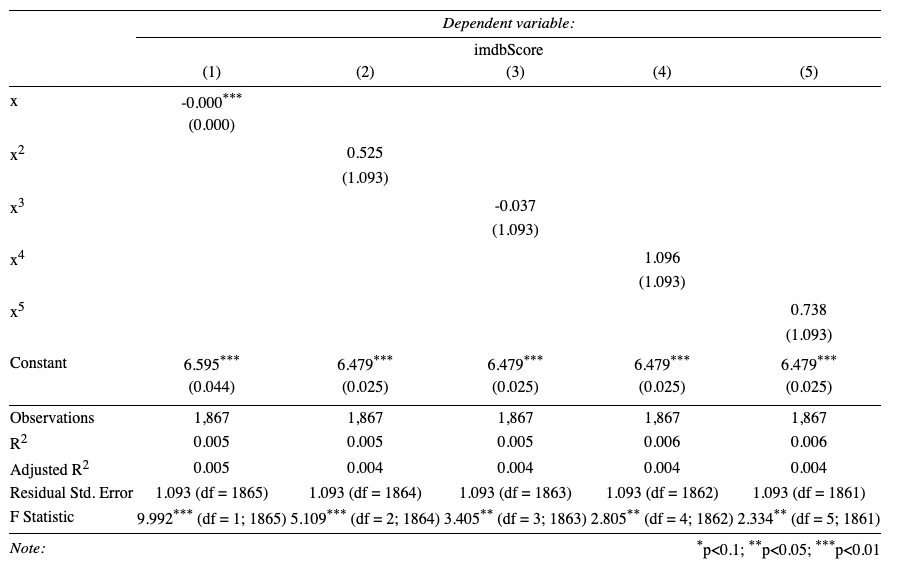 Dependent variable:
imdbScore
(1) (2) (3) (4) (5)
x -0.000***
(0.000)
x² 0.525
(1.093)
x³ -0.037
(1.093)
x⁴ 1.096
(1.093)
x⁵ 0.738
(1.093)
Constant 6.595*** 6.479*** 6.479*** 6.479*** 6.479***
(0.044) (0.025) (0.025) (0.025) (0.025)
Observations 1,867 1,867 1,867 1,867 1,867
R² 0.005 0.005 0.005 0.006 0.006
Adjusted R² 0.005 0.004 0.004 0.004 0.004
Residual Std. Error 1.093 (df = 1865) 1.093 (df = 1864) 1.093 (df = 1863) 1.093 (df = 1862) 1.093 (df = 1861)
F Statistic 9.992*** (df = 1; 1865) 5.109*** (df = 2; 1864) 3.405** (df = 3; 1863) 2.805** (df = 4; 1862) 2.334** (df = 5; 1861)
Note: *p<0.1; **p<0.05; ***p<0.01